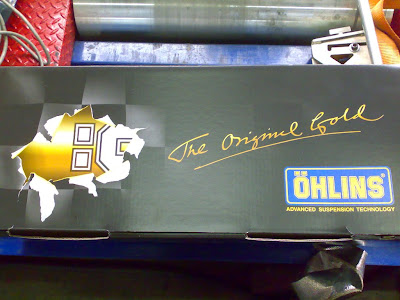 The Original Gold
ÖHLINS®
ADVANCED SUSPENSION TECHNOLOGY